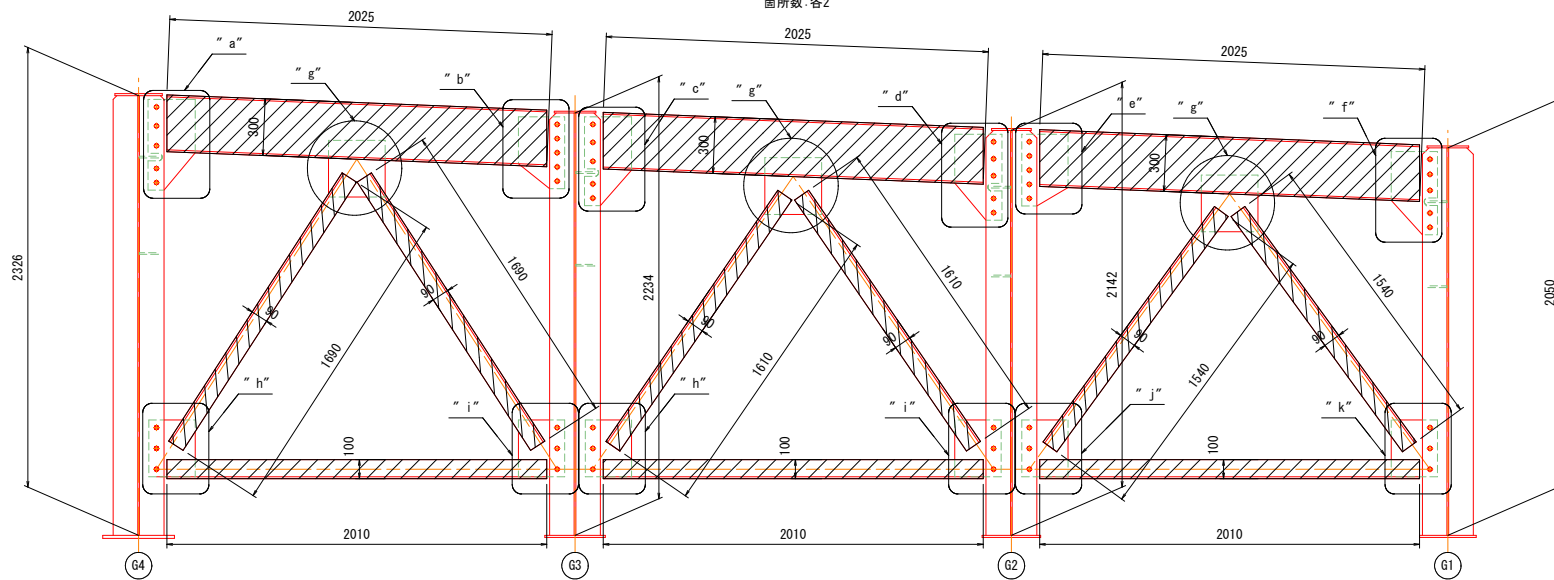 箇所数:各2
2025
2025
2025
" a"
" g"
" b"
" c"
" g"
" d"
" e"
" g"
" f"
300
300
300
2326
1690
1690
90
90
2234
1610
1610
90
90
2142
1540
1540
90
90
2050
" h"
" i"
" h"
" i"
" j"
" k"
100
100
100
2010
2010
2010
G4
G3
G2
G1